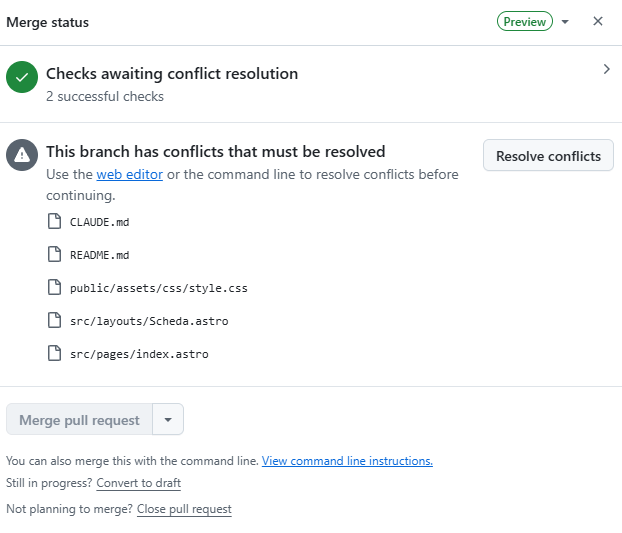 Merge status
Preview
Checks awaiting conflict resolution
2 successful checks
This branch has conflicts that must be resolved
Use the web editor or the command line to resolve conflicts before
continuing.
Resolve conflicts
CLAUDE.md
README.md
public/assets/css/style.css
src/layouts/Scheda.astro
src/pages/index.astro
Merge pull request
You can also merge this with the command line. View command line instructions.
Still in progress? Convert to draft
Not planning to merge? Close pull request